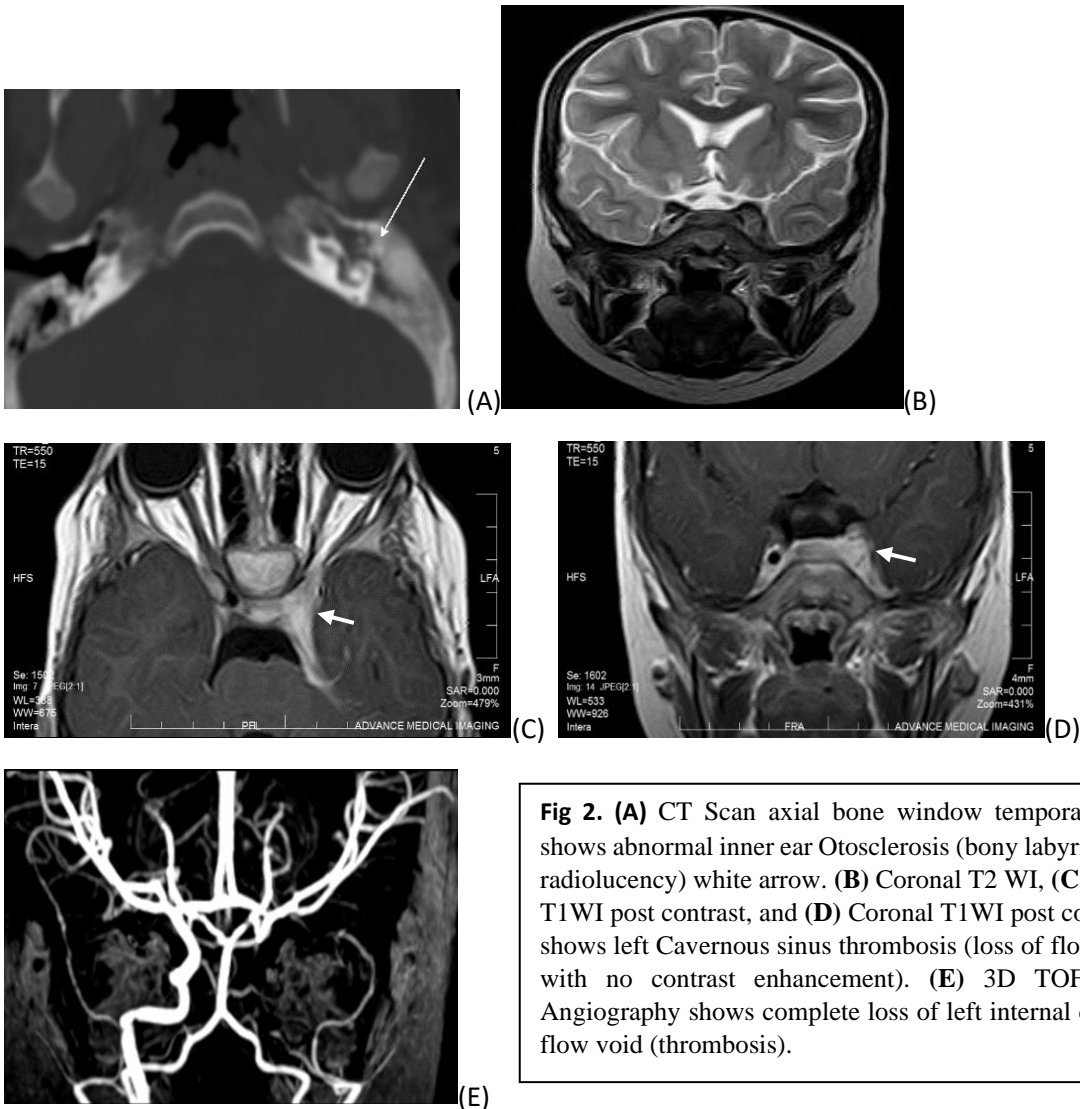 (A)
(B)
TR=550
TE=15
5
HFS
LFA
Se: 1502
Img: 7 JPEG[2:1]
WL=368
WW=675
Intera
F
3mm
SAR=0.000
Zoom=479%
ADVANCE MEDICAL IMAGING
(C)
TR=550
TE=15
5
HFS
LFA
Se: 1602
Img: 14 JPEG[2:1]
WL=533
WW=926
Intera
F
4mm
SAR=0.000
Zoom=431%
FRA
ADVANCE MEDICAL IMAGING
(D)
(E)
Fig 2. (A) CT Scan axial bone window
shows abnormal inner ear Otosclerosis (bony
radiolucency) white arrow. (B) Coronal T2 WI, (C
T1WI post contrast, and (D) Coronal T1WI post
shows left Cavernous sinus thrombosis (loss of
with no contrast enhancement). (E) 3D TOF
Angiography shows complete loss of left internal
flow void (thrombosis).